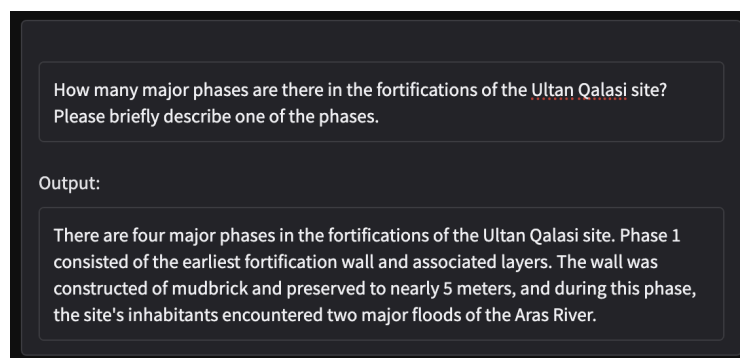 How many major phases are there in the fortifications of the Ultan Qalasi site?
Please briefly describe one of the phases.
Output:
There are four major phases in the fortifications of the Ultan Qalasi site. Phase 1
consisted of the earliest fortification wall and associated layers. The wall was
constructed of mudbrick and preserved to nearly 5 meters, and during this phase,
the site's inhabitants encountered two major floods of the Aras River.